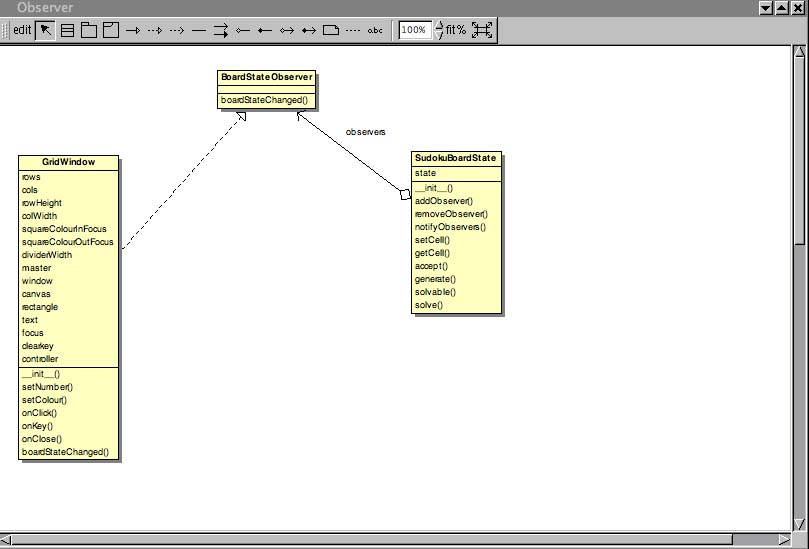 Observer
edit
abc
100%
fit%
BoardStateObserver
boardStateChanged()
observers
GridWindow
rows
cols
rowHeight
colWidth
squareColourInFocus
squareColourOutFocus
dividerWidth
master
window
canvas
rectangle
text
focus
clearkey
controller
__init__()
setNumber()
setColour()
onClick()
onKey()
onClose()
boardStateChanged()
SudokuBoardState
state
__init__()
addObserver()
removeObserver()
notifyObservers()
setCell()
getCell()
accept()
generate()
solvable()
solve()